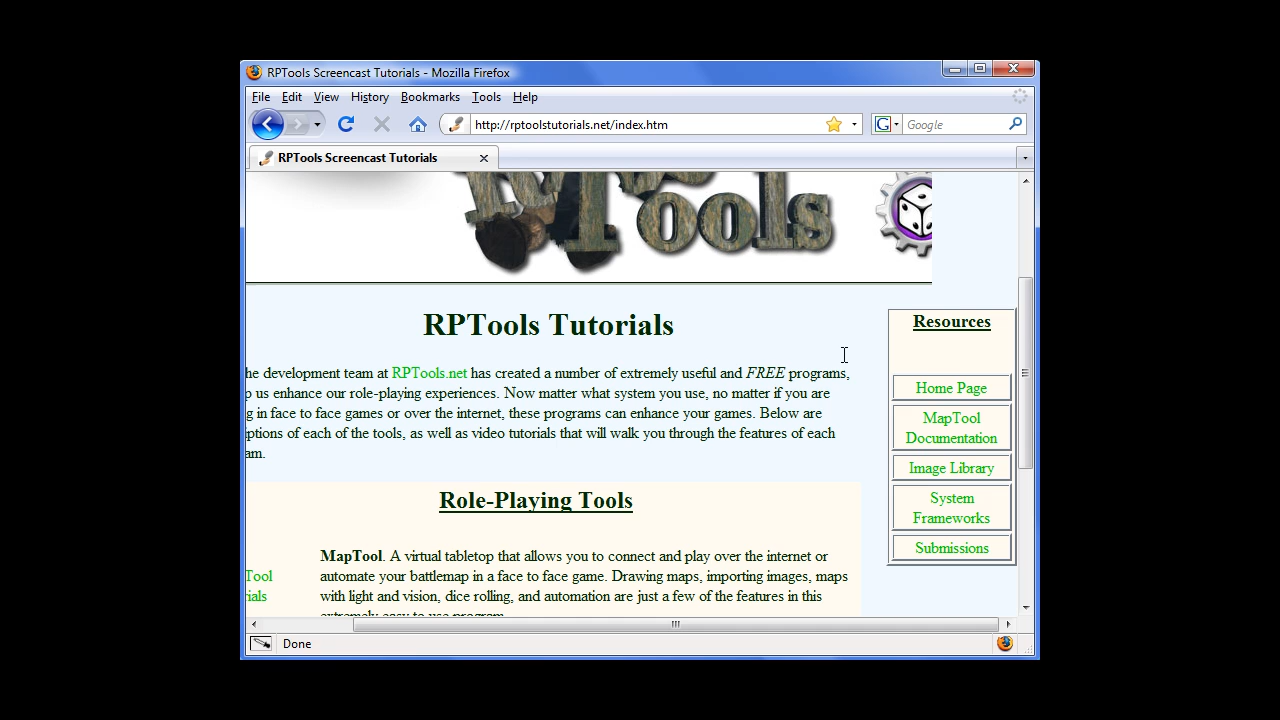 RPTools Screencast Tutorials - Mozilla Firefox
File Edit View History Bookmarks Tools Help
http://rptoolstutorials.net/index.htm
Google
RPTools Screencast Tutorials
Tools
RPTools Tutorials
he development team at RPTools.net has created a number of extremely useful and FREE programs,
p us enhance our role-playing experiences. Now matter what system you use, no matter if you are
g in face to face games or over the internet, these programs can enhance your games. Below are
ptions of each of the tools, as well as video tutorials that will walk you through the features of each
am.
Resources
Home Page
MapTool
Documentation
Image Library
System
Frameworks
Submissions
Role-Playing Tools
Tool
ials
MapTool. A virtual tabletop that allows you to connect and play over the internet or
automate your battlemap in a face to face game. Drawing maps, importing images, maps
with light and vision, dice rolling, and automation are just a few of the features in this
extremely easy to use program.
Done